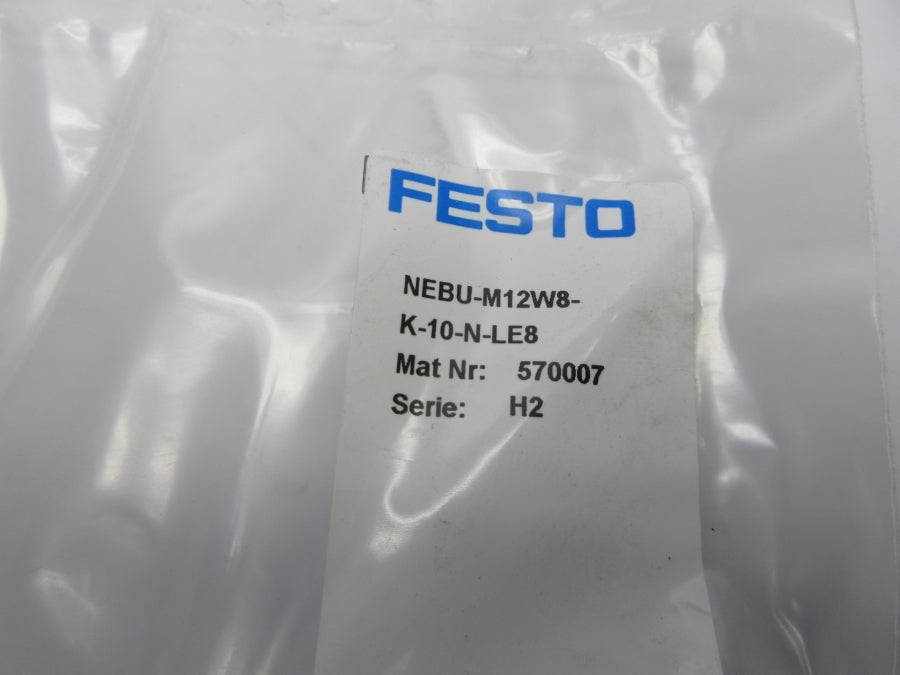 FESTO
NEBU-M12W8-
K-10-N-LE8
Mat Nr: 570007
Serie: H2